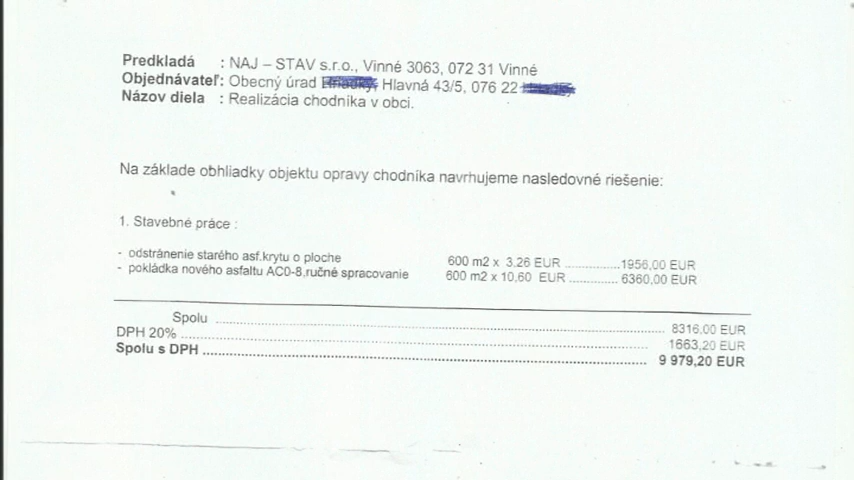 Predkladá : NAJ – STAV s.r.o., Vinné 3063, 072 31 Vinné
Objednávateľ: Obecný úrad Hlavná 43/5, 076 22
Názov diela : Realizácia chodníka v obci.
Na základe obhliadky objektu opravy chodníka navrhujeme nasledovné riešenie:
1. Stavebné práce :
- odstránenie starého asf.krytu o ploche 600 m2 x 3,26 EUR ...............1956,00 EUR
- pokládka nového asfaltu AC0-8,ručné spracovanie 600 m2 x 10,60 EUR .............. 6360,00 EUR
Spolu ........................................................................ 8316,00 EUR
DPH 20% ........................................................................ 1663,20 EUR
Spolu s DPH ........................................................................ 9 979,20 EUR